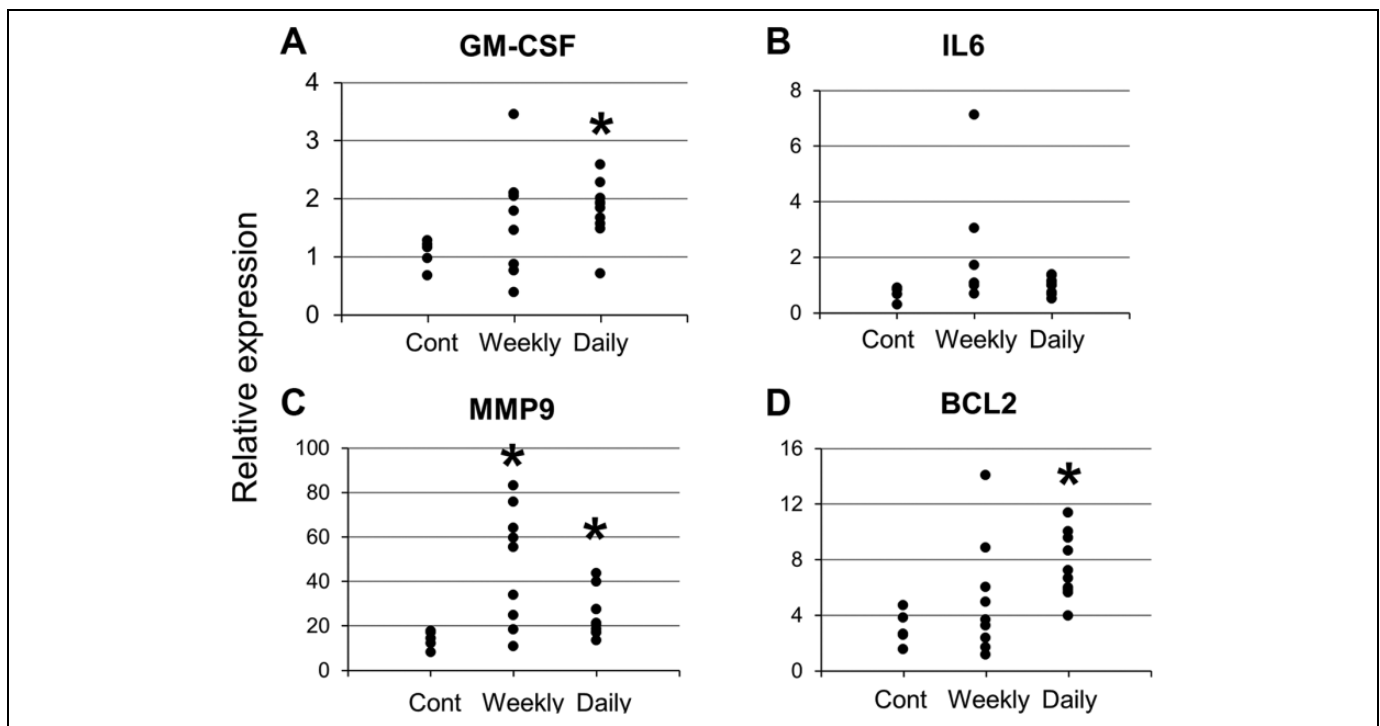 A GM-CSF
4
3
*
2
1
0
Cont Weekly Daily
B IL6
8
6
4
2
0
Cont Weekly Daily
Relative expression
C MMP9
100
80
60
40
20
0
*
*
Cont Weekly Daily
D BCL2
16
12
8
4
0
*
Cont Weekly Daily